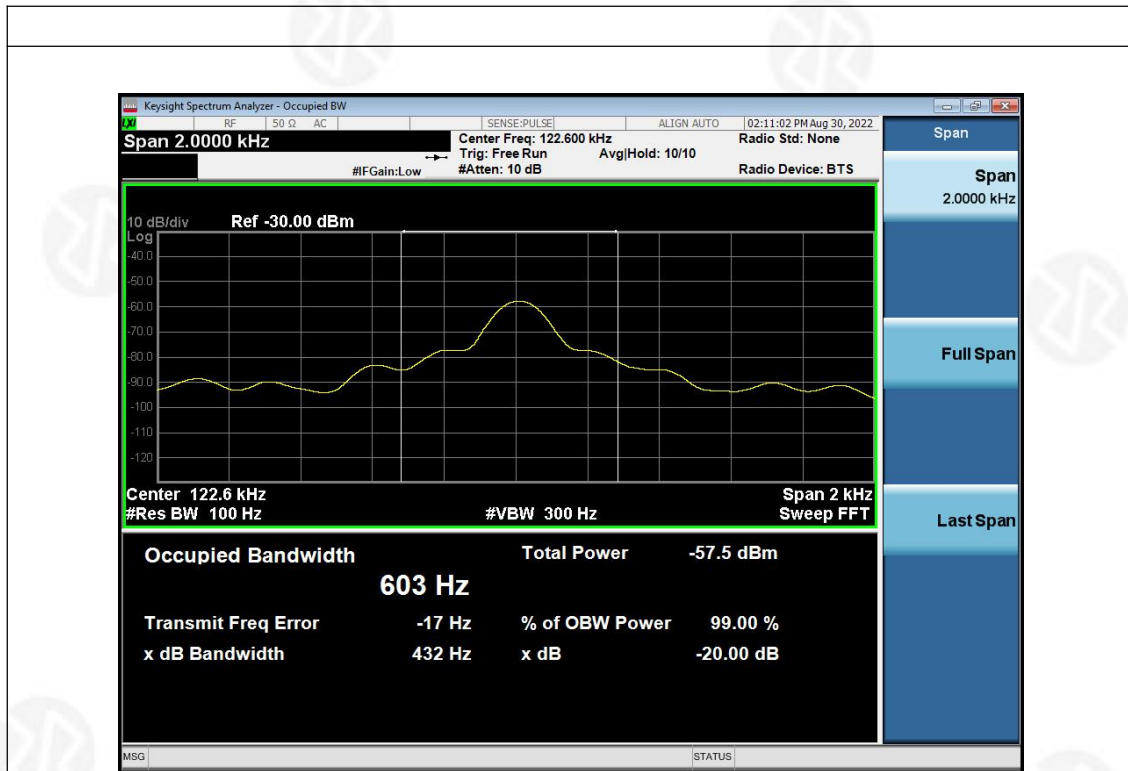 Keysight Spectrum Analyzer - Occupied BW
LXI RF 50 Ω AC SENSE:PULSE ALIGN AUTO 02:11:02 PM Aug 30, 2022
Span 2.0000 kHz
Center Freq: 122.600 kHz Radio Std: None
Trig: Free Run Avg|Hold: 10/10
#IFGain:Low #Atten: 10 dB Radio Device: BTS
10 dB/div Ref -30.00 dBm
Log
-40.0
-50.0
-60.0
-70.0
-80.0
-90.0
-100
-110
-120
Center 122.6 kHz Span 2 kHz
#Res BW 100 Hz #VBW 300 Hz Sweep FFT
Occupied Bandwidth Total Power -57.5 dBm
603 Hz
Transmit Freq Error -17 Hz % of OBW Power 99.00 %
x dB Bandwidth 432 Hz x dB -20.00 dB
MSG STATUS
Span
Span
2.0000 kHz
Full Span
Last Span